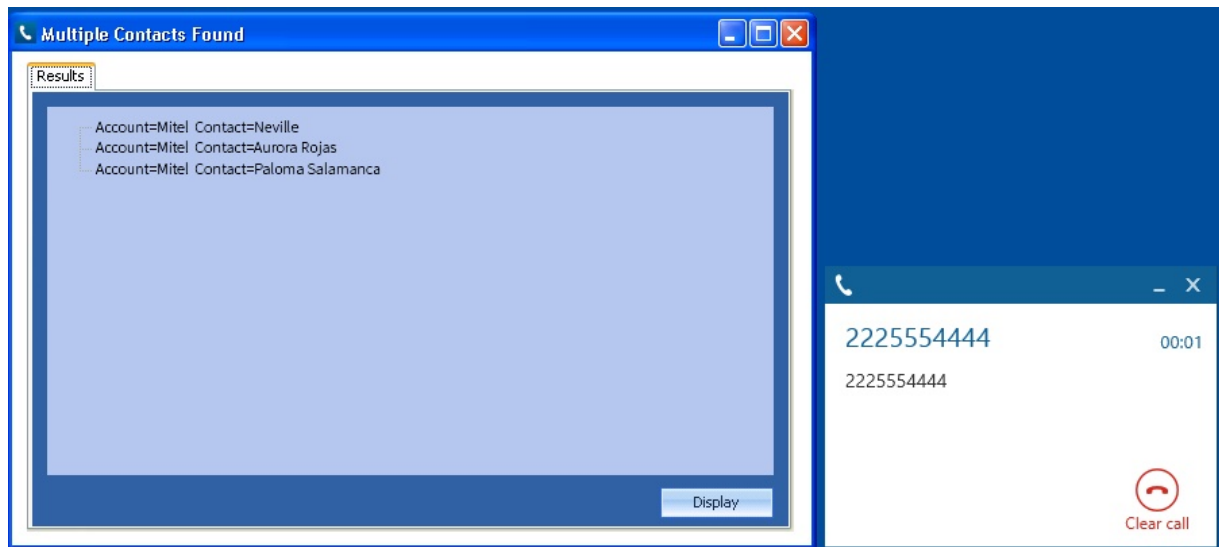 Multiple Contacts Found
Results
Account=Mitel Contact=Neville
Account=Mitel Contact=Aurora Rojas
Account=Mitel Contact=Paloma Salamanca
Display
2225554444 00:01
2225554444
Clear call